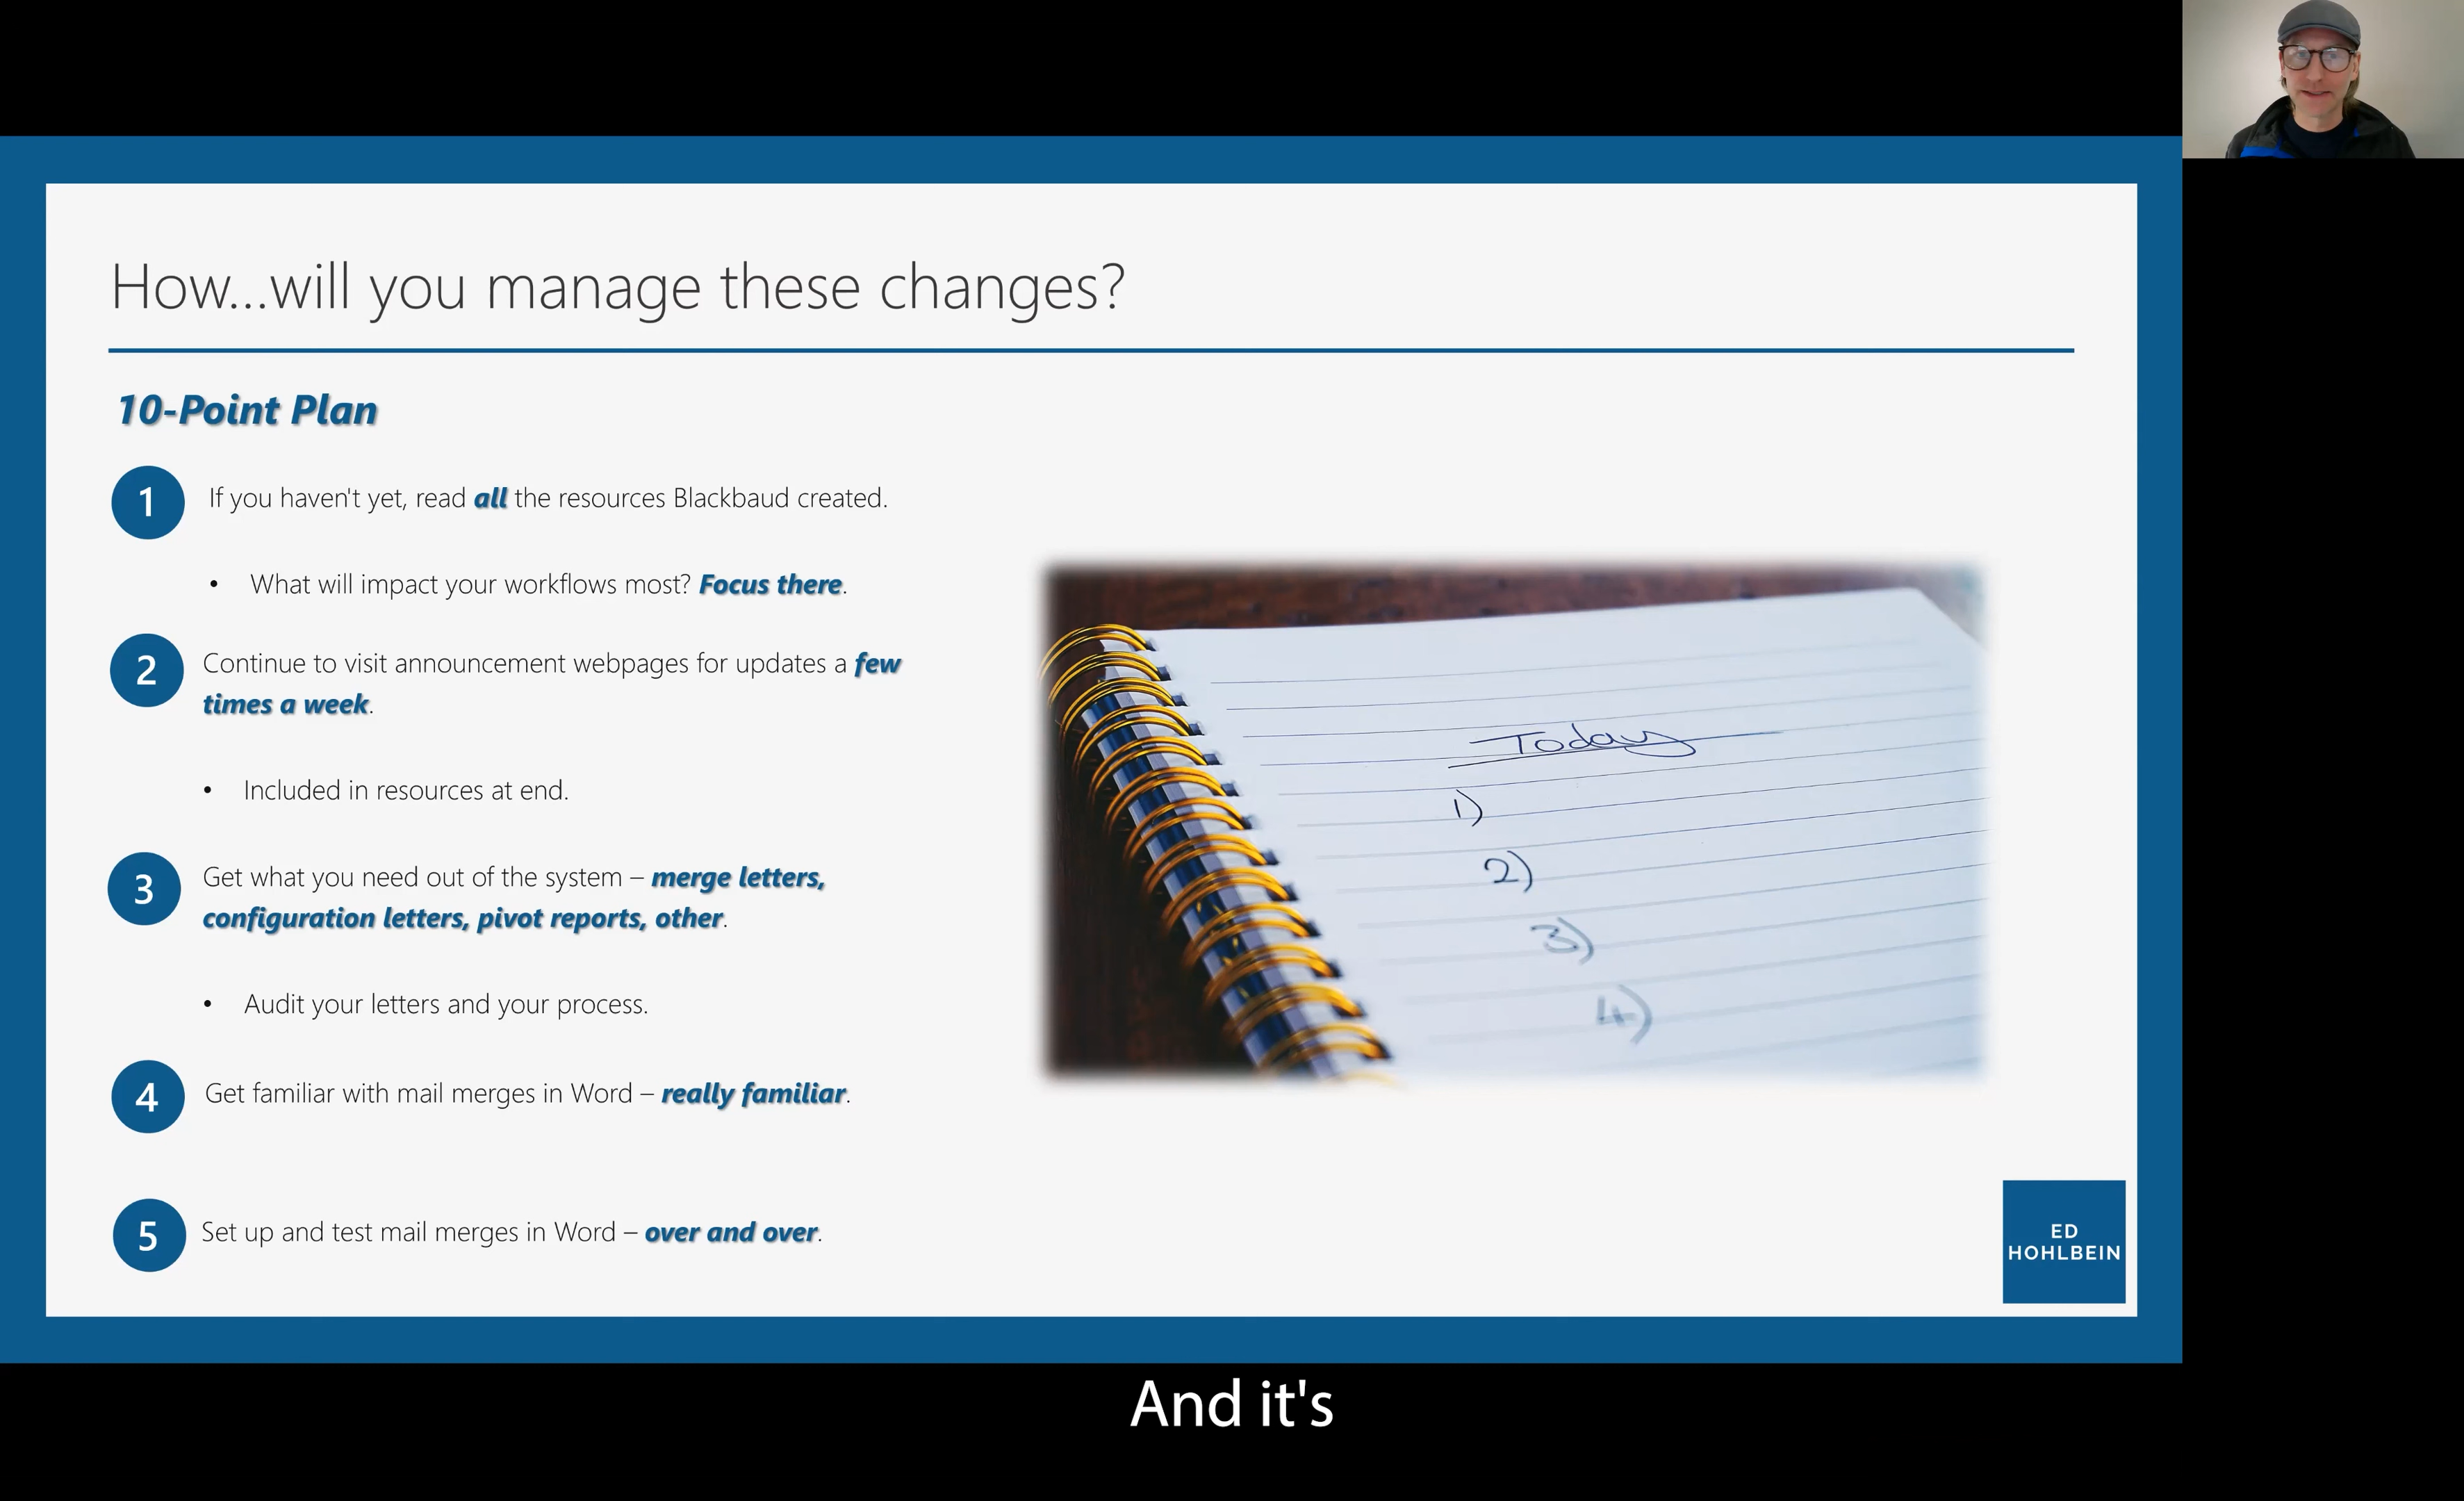 How...will you manage these changes?
10-Point Plan
1 If you haven't yet, read all the resources Blackbaud created.
• What will impact your workflows most? Focus there.
2 Continue to visit announcement webpages for updates a few
times a week.
• Included in resources at end.
3 Get what you need out of the system – merge letters,
configuration letters, pivot reports, other.
• Audit your letters and your process.
4 Get familiar with mail merges in Word – really familiar.
5 Set up and test mail merges in Word – over and over.
Today
1)
2)
3)
4)
ED
HOHLBEIN
And it's